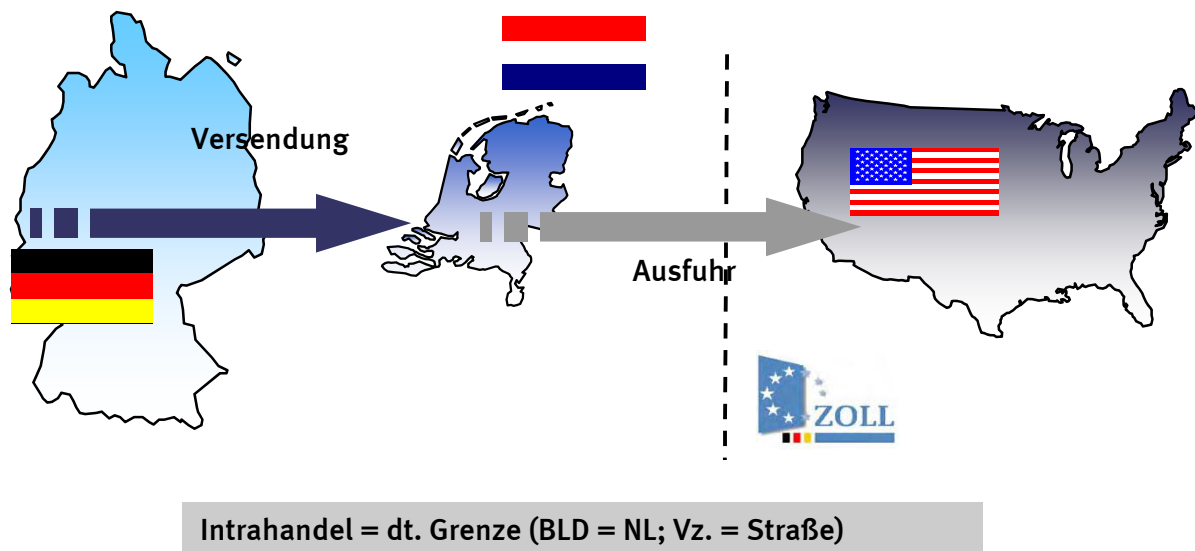 Versendung
Ausfuhr
ZOLL
Intrahandel = dt. Grenze (BLD = NL; Vz. = Straße)